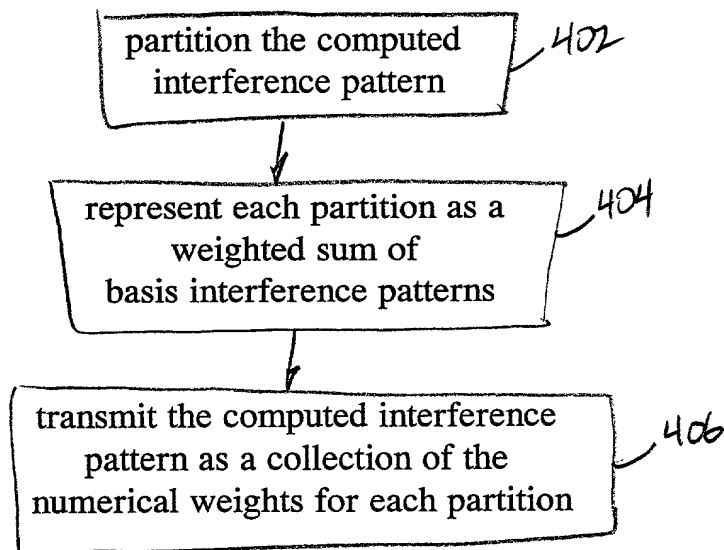 partition the computed
interference pattern
402
represent each partition as a
weighted sum of
basis interference patterns
404
transmit the computed interference
pattern as a collection of the
numerical weights for each partition
406